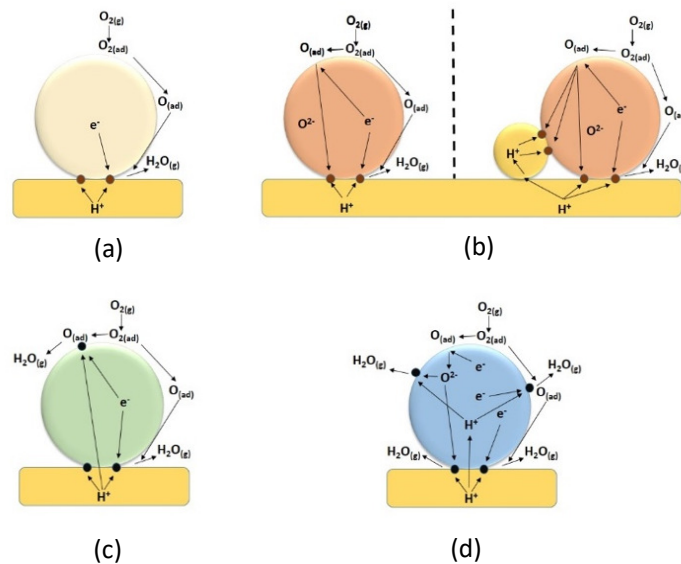 O₂(g)
O₂(ad)
O(ad)
e⁻
H₂O(g)
H⁺
(a)
O₂(g)
O(ad) O₂(ad)
O(ad)
O²⁻ e⁻
H₂O(g)
H⁺
O₂(g)
O(ad) O₂(ad)
O(a
e⁻
O²⁻
H⁺
H₂O(g)
H⁺
(b)
O₂(g)
O(ad) O₂(ad)
H₂O(g)
O(ad)
e⁻
H₂O(g)
H⁺
(c)
O₂(g)
O(ad) O₂(ad)
H₂O(g) e⁻ H₂O(g)
O²⁻
e⁻ O(ad)
H⁺ e⁻
H₂O(g) H₂O(g)
H⁺
(d)